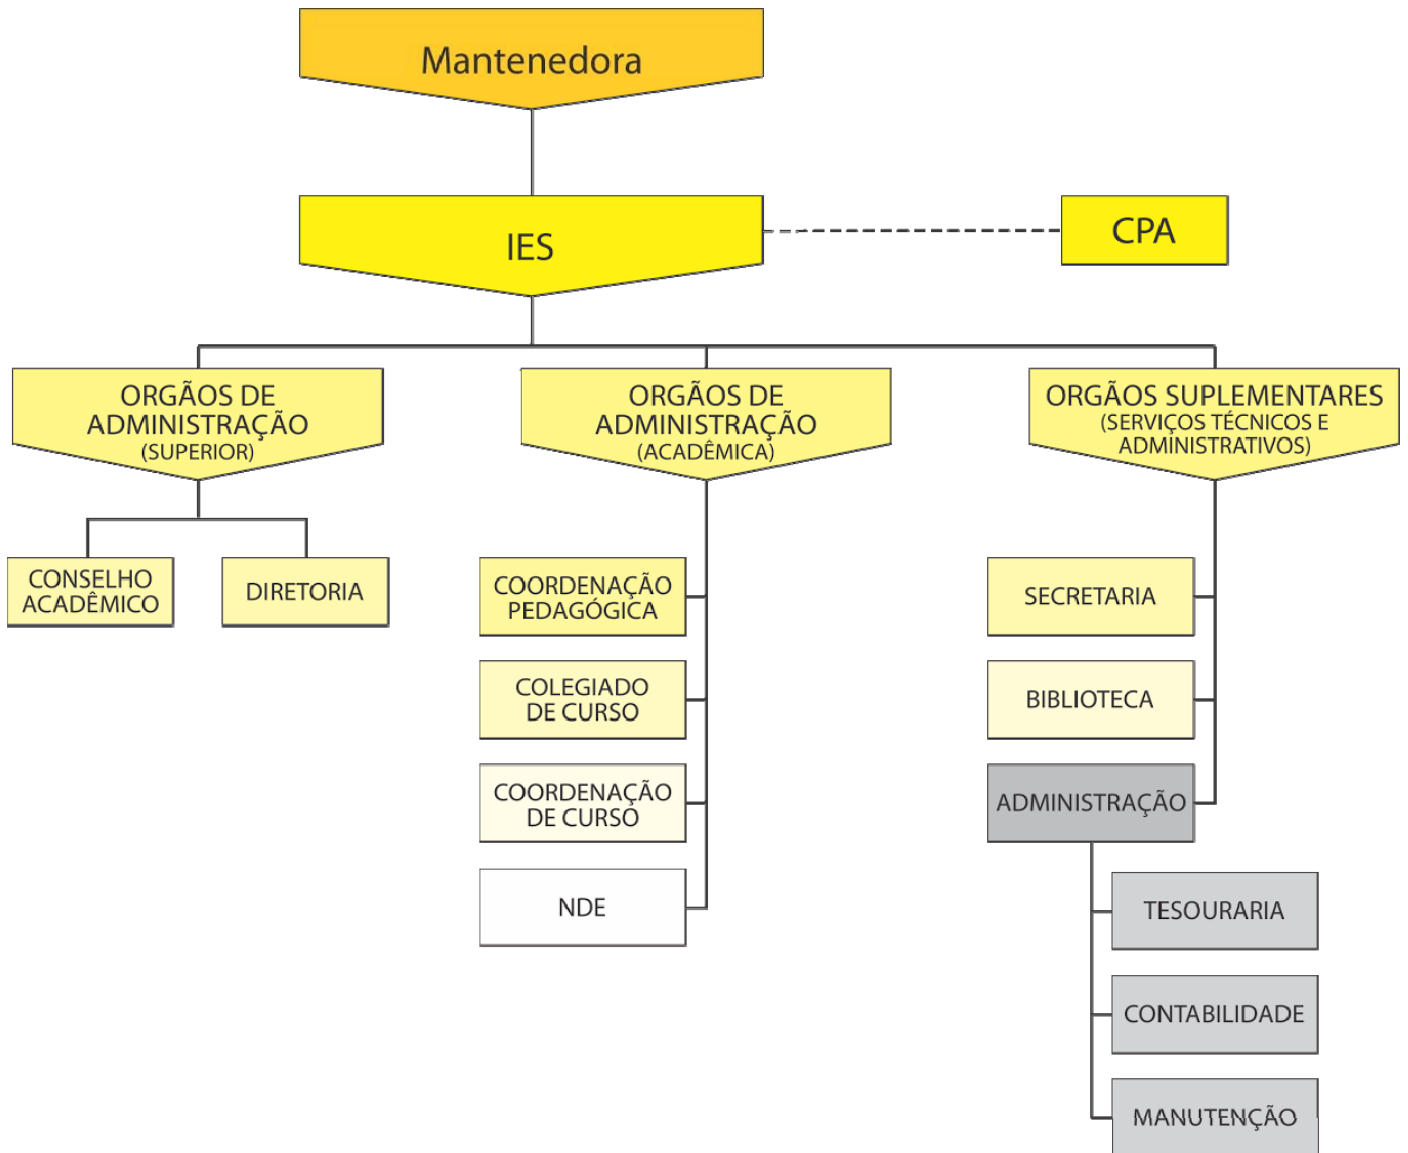 Mantenedora
IES
CPA
ORGÃOS DE
ADMINISTRAÇÃO
(SUPERIOR)
ORGÃOS DE
ADMINISTRAÇÃO
(ACADÊMICA)
ORGÃOS SUPLEMENTARES
(SERVIÇOS TÉCNICOS E
ADMINISTRATIVOS)
CONSELHO
ACADÊMICO
DIRETORIA
COORDENAÇÃO
PEDAGÓGICA
COLEGIADO
DE CURSO
COORDENAÇÃO
DE CURSO
NDE
SECRETARIA
BIBLIOTECA
ADMINISTRAÇÃO
TESOURARIA
CONTABILIDADE
MANUTENÇÃO